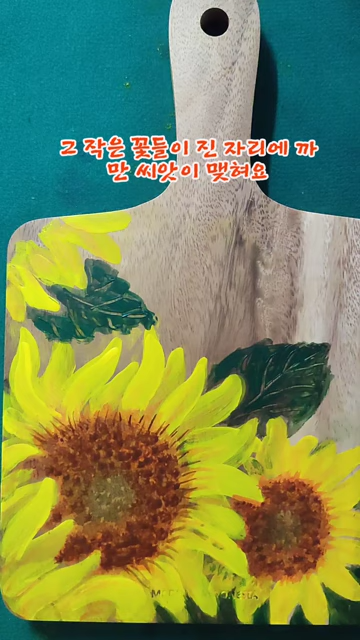 그 작은 꽃들이 진 자리에 까
만 씨앗이 맺혀요